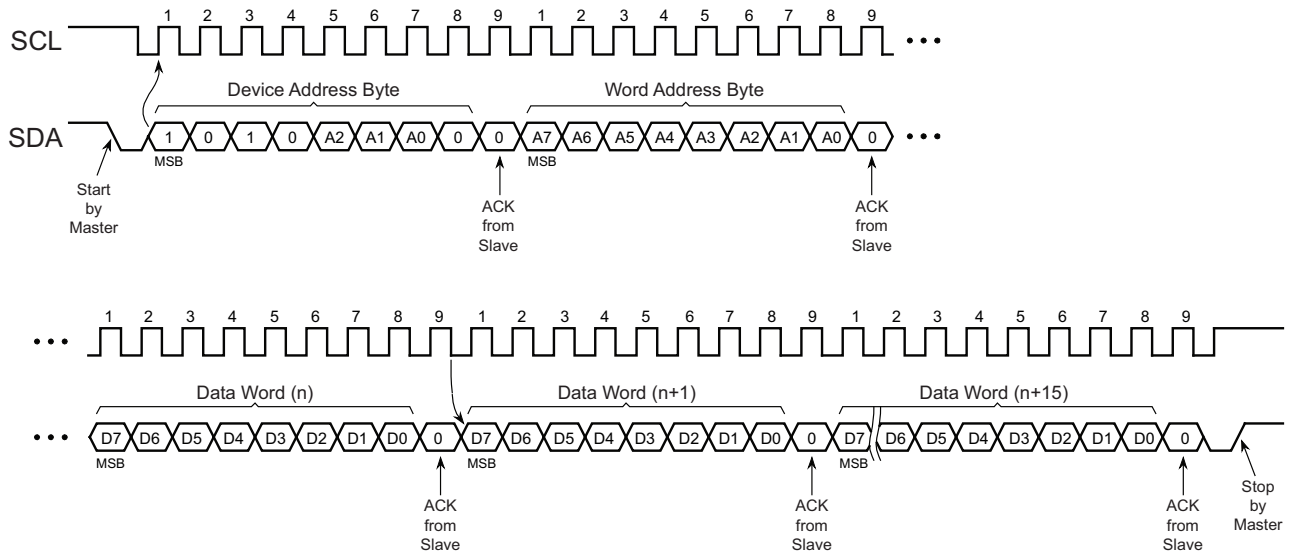 1 2 3 4 5 6 7 8 9 1 2 3 4 5 6 7 8 9
SCL
Device Address Byte Word Address Byte
SDA 1 0 1 0 A2 A1 A0 0 0 A7 A6 A5 A4 A3 A2 A1 A0 0
MSB MSB
Start
by
Master
ACK
from
Slave
ACK
from
Slave
1 2 3 4 5 6 7 8 9 1 2 3 4 5 6 7 8 9 1 2 3 4 5 6 7 8 9
Data Word (n) Data Word (n+1) Data Word (n+15)
D7 D6 D5 D4 D3 D2 D1 D0 0 D7 D6 D5 D4 D3 D2 D1 D0 0 D7 D6 D5 D4 D3 D2 D1 D0 0
MSB MSB MSB
ACK
from
Slave
ACK
from
Slave
ACK
from
Slave
Stop
by
Master